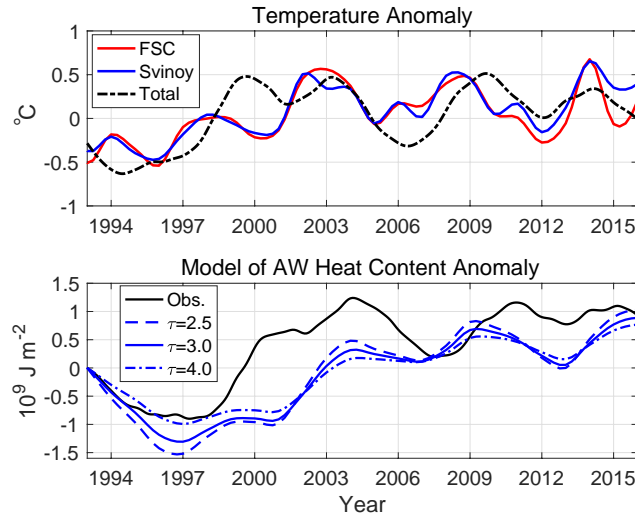 Temperature Anomaly
1
0.5
0
-0.5
-1
°C
FSC
Svinoy
Total
1994 1997 2000 2003 2006 2009 2012 2015
Model of AW Heat Content Anomaly
1.5
1
0.5
0
-0.5
-1
-1.5
10⁹ J m⁻²
Obs.
τ=2.5
τ=3.0
τ=4.0
1994 1997 2000 2003 2006 2009 2012 2015
Year